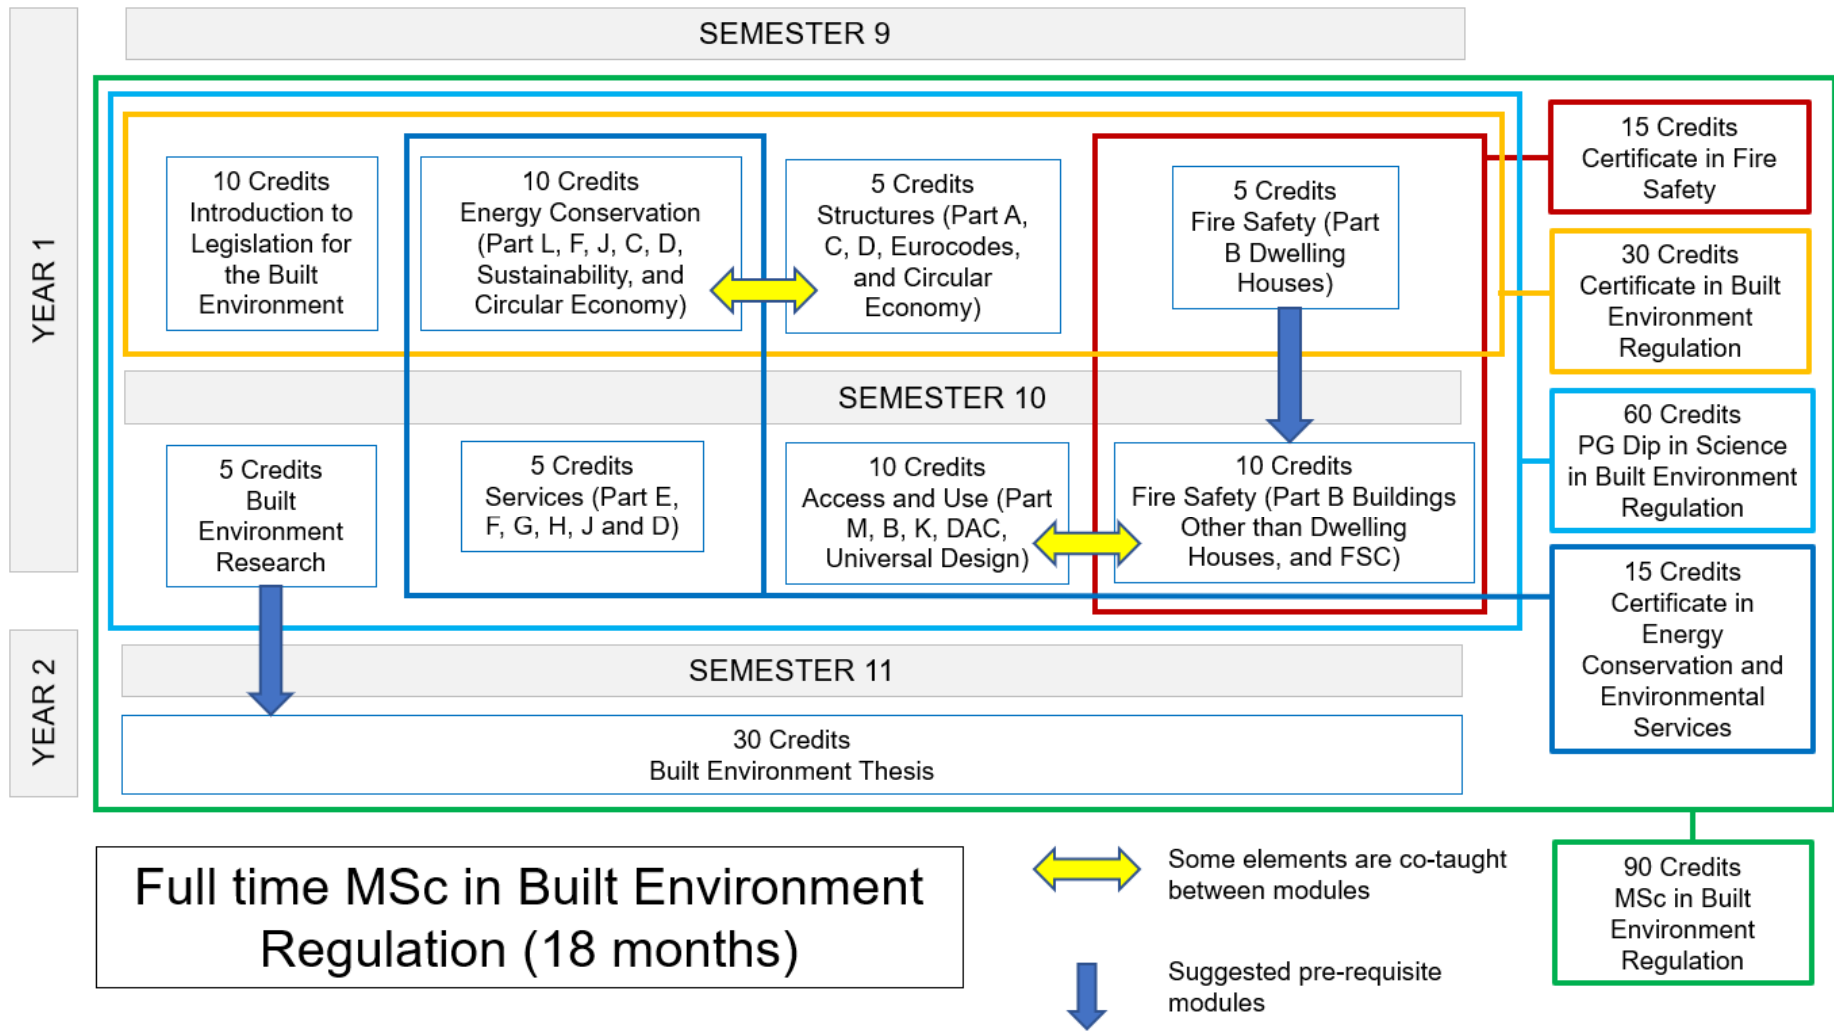 SEMESTER 9
YEAR 1
10 Credits
Introduction to
Legislation for
the Built
Environment
10 Credits
Energy Conservation
(Part L, F, J, C, D,
Sustainability, and
Circular Economy)
5 Credits
Structures (Part A,
C, D, Eurocodes,
and Circular
Economy)
5 Credits
Fire Safety (Part
B Dwelling
Houses)
15 Credits
Certificate in Fire
Safety
30 Credits
Certificate in Built
Environment
Regulation
SEMESTER 10
5 Credits
Built
Environment
Research
5 Credits
Services (Part E,
F, G, H, J and D)
10 Credits
Access and Use (Part
M, B, K, DAC,
Universal Design)
10 Credits
Fire Safety (Part B Buildings
Other than Dwelling
Houses, and FSC)
60 Credits
PG Dip in Science
in Built Environment
Regulation
15 Credits
Certificate in
Energy
Conservation and
Environmental
Services
YEAR 2
SEMESTER 11
30 Credits
Built Environment Thesis
Full time MSc in Built Environment
Regulation (18 months)
Some elements are co-taught
between modules
Suggested pre-requisite
modules
90 Credits
MSc in Built
Environment
Regulation